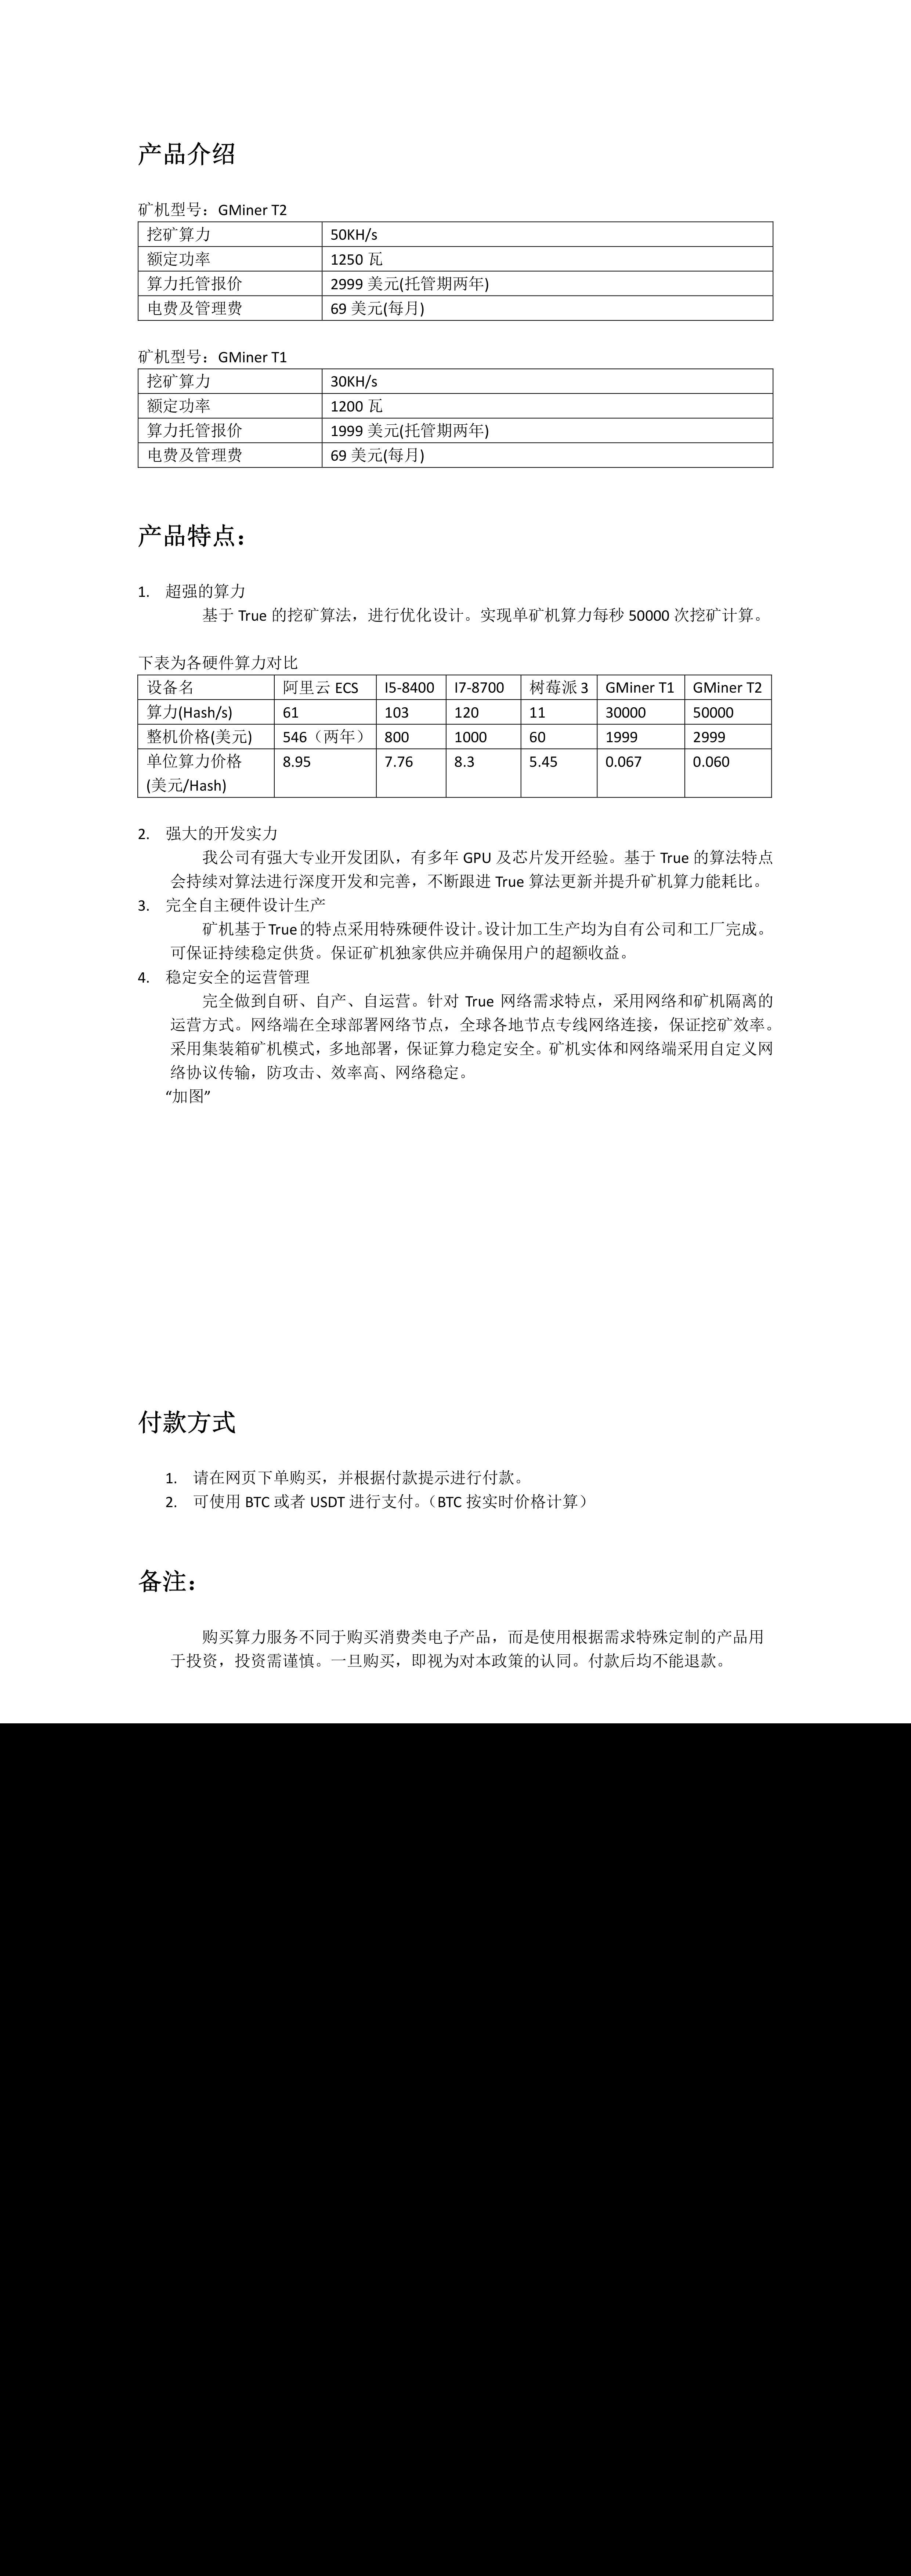 产品介绍
矿机型号：GMiner T2
挖矿算力 50KH/s
额定功率 1250 瓦
算力托管报价 2999 美元(托管期两年)
电费及管理费 69 美元(每月)
矿机型号：GMiner T1
挖矿算力 30KH/s
额定功率 1200 瓦
算力托管报价 1999 美元(托管期两年)
电费及管理费 69 美元(每月)
产品特点：
1. 超强的算力
基于 True 的挖矿算法，进行优化设计。实现单矿机算力每秒 50000 次挖矿计算。
下表为各硬件算力对比
设备名 阿里云 ECS I5-8400 I7-8700 树莓派 3 GMiner T1 GMiner T2
算力(Hash/s) 61 103 120 11 30000 50000
整机价格(美元) 546（两年） 800 1000 60 1999 2999
单位算力价格 8.95 7.76 8.3 5.45 0.067 0.060
(美元/Hash)
2. 强大的开发实力
我公司有强大专业开发团队，有多年 GPU 及芯片发开经验。基于 True 的算法特点
会持续对算法进行深度开发和完善，不断跟进 True 算法更新并提升矿机算力能耗比。
3. 完全自主硬件设计生产
矿机基于 True 的特点采用特殊硬件设计。设计加工生产均为自有公司和工厂完成。
可保证持续稳定供货。保证矿机独家供应并确保用户的超额收益。
4. 稳定安全的运营管理
完全做到自研、自产、自运营。针对 True 网络需求特点，采用网络和矿机隔离的
运营方式。网络端在全球部署网络节点，全球各地节点专线网络连接，保证挖矿效率。
采用集装箱矿机模式，多地部署，保证算力稳定安全。矿机实体和网络端采用自定义网
络协议传输，防攻击、效率高、网络稳定。
“加图”
付款方式
1. 请在网页下单购买，并根据付款提示进行付款。
2. 可使用 BTC 或者 USDT 进行支付。（BTC 按实时价格计算）
备注：
购买算力服务不同于购买消费类电子产品，而是使用根据需求特殊定制的产品用
于投资，投资需谨慎。一旦购买，即视为对本政策的认同。付款后均不能退款。